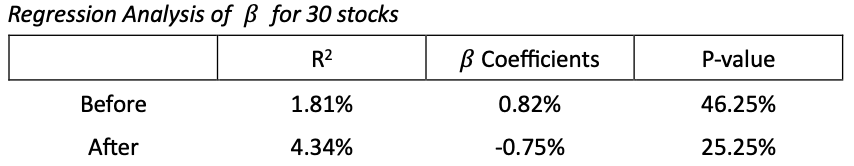 Regression Analysis of β for 30 stocks
R² β Coefficients P-value
Before 1.81% 0.82% 46.25%
After 4.34% -0.75% 25.25%